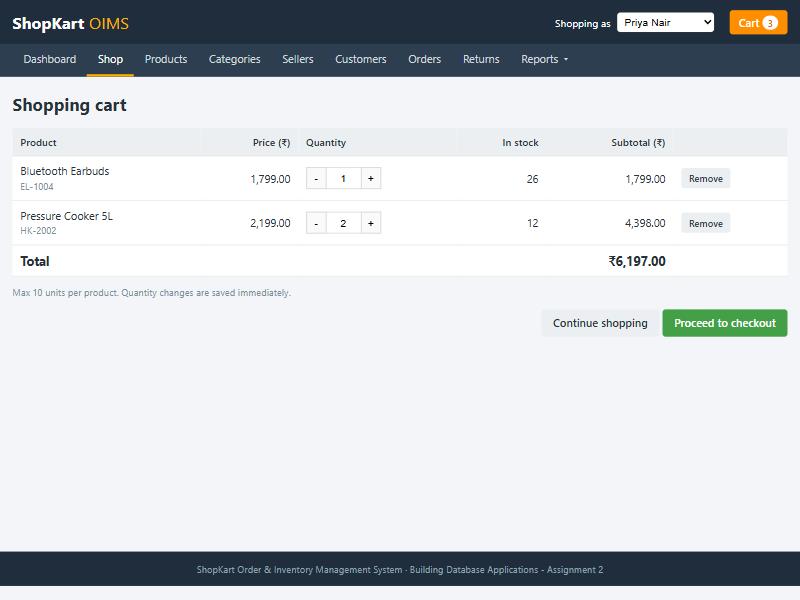 ShopKart OIMS Shopping as Priya Nair Cart 3
Dashboard Shop Products Categories Sellers Customers Orders Returns Reports
Shopping cart
Product Price (₹) Quantity In stock Subtotal (₹)
Bluetooth Earbuds 1,799.00 - 1 + 26 1,799.00 Remove
EL-1004
Pressure Cooker 5L 2,199.00 - 2 + 12 4,398.00 Remove
HK-2002
Total ₹6,197.00
Max 10 units per product. Quantity changes are saved immediately.
Continue shopping Proceed to checkout
ShopKart Order & Inventory Management System · Building Database Applications - Assignment 2